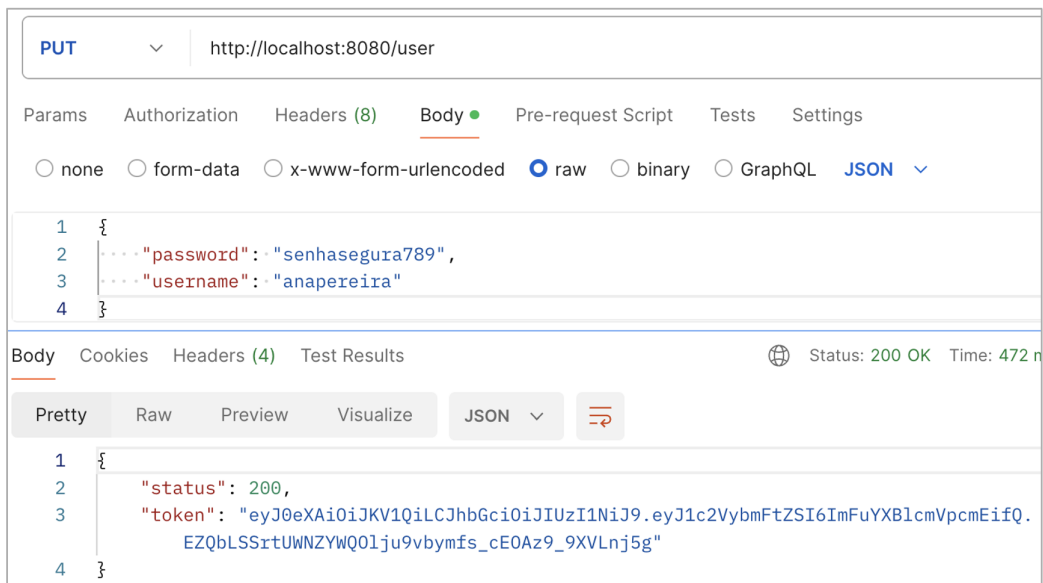 PUT http://localhost:8080/user
Params Authorization Headers (8) Body Pre-request Script Tests Settings
none form-data x-www-form-urlencoded raw binary GraphQL JSON
1 {
2 "password": "senhasegura789",
3 "username": "anapereira"
4 }
Body Cookies Headers (4) Test Results Status: 200 OK Time: 472 m
Pretty Raw Preview Visualize JSON
1 {
2 "status": 200,
3 "token": "eyJ0eXAiOiJKV1QiLCJhbGciOiJIUzI1NiJ9.eyJ1c2VybmFtZSI6ImFuYXBlcmVpcmEifQ.
EZQbLSSrtUWNZYWQOlju9vbymfs_cEOAz9_9XVLnj5g"
4 }